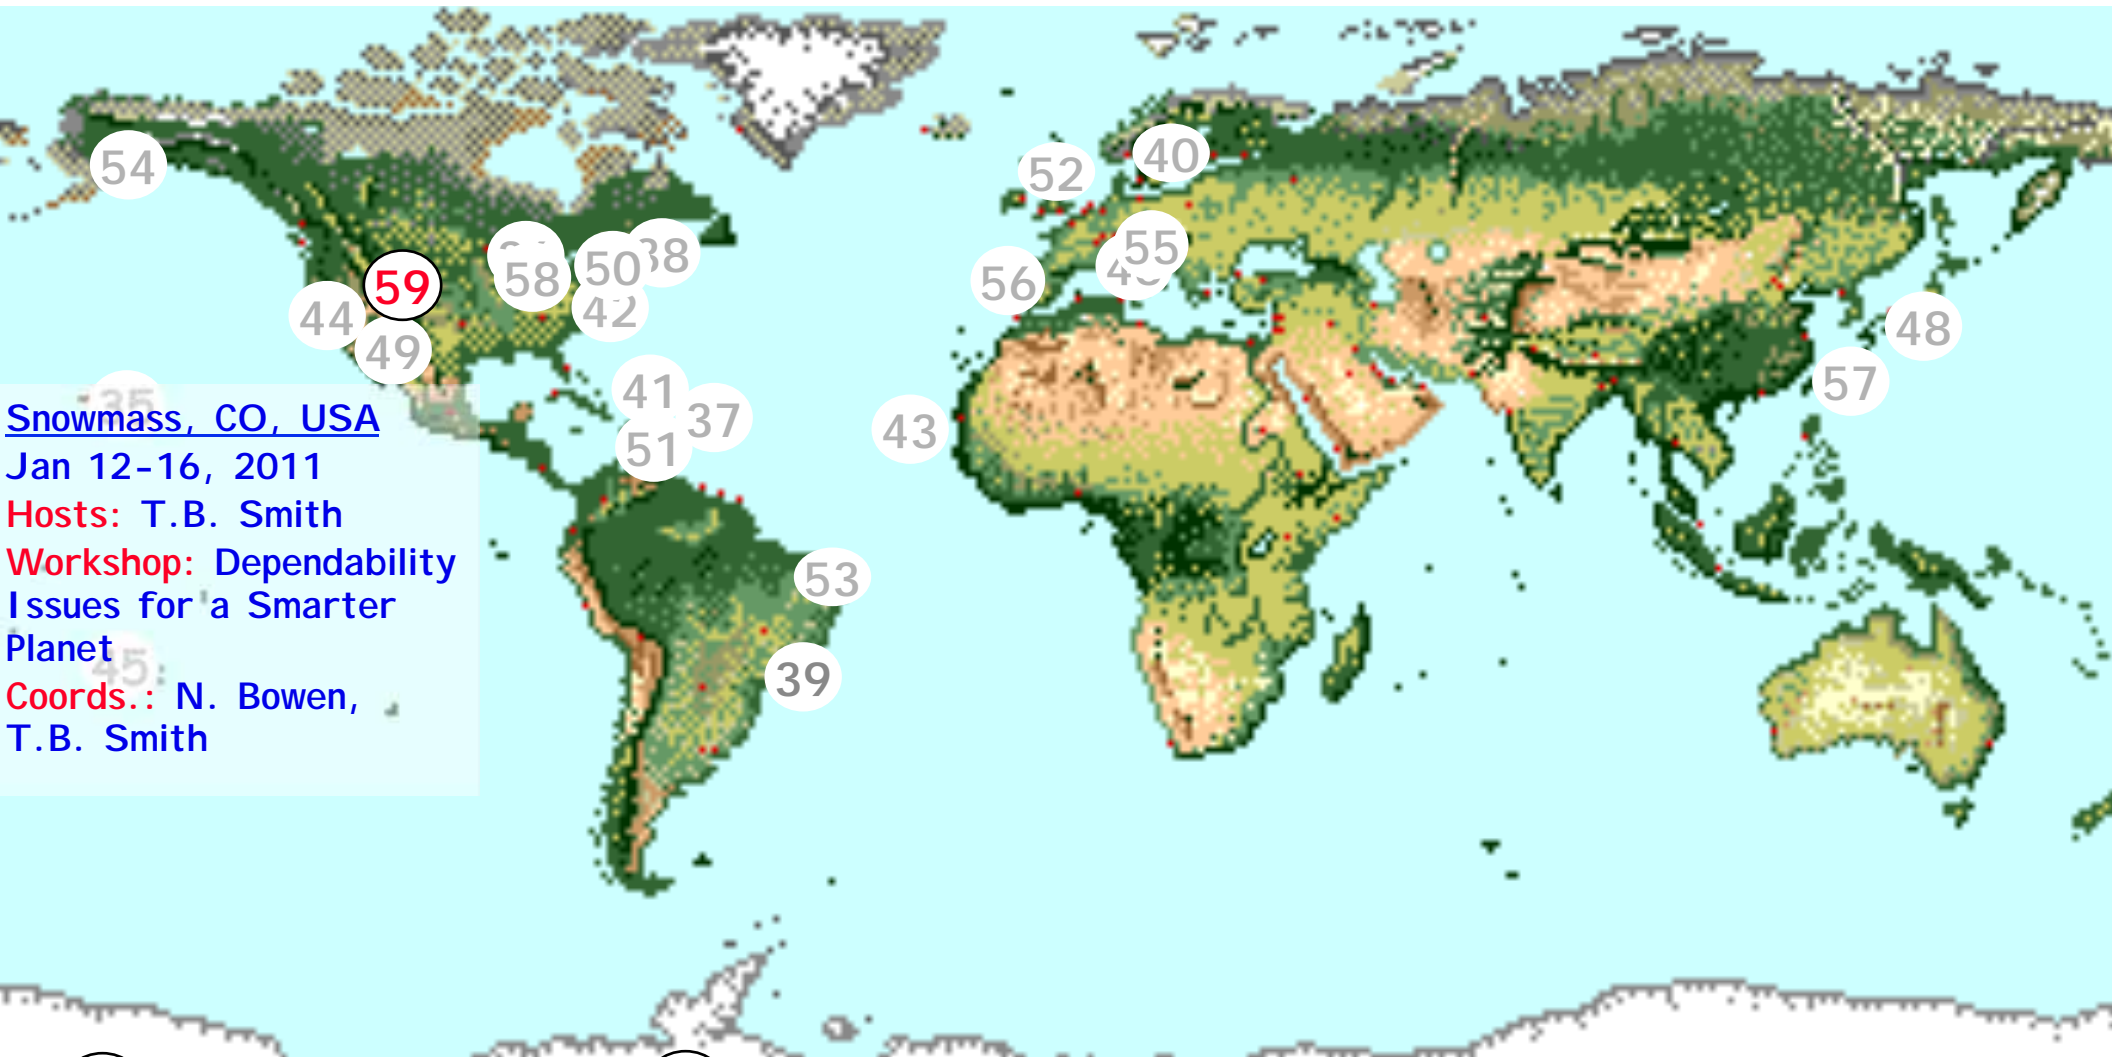 54
52
40
55
50
38
58
56
59
42
44
49
48
57
35
41
37
43
51
53
39
45
Snowmass, CO, USA
Jan 12-16, 2011
Hosts: T.B. Smith
Workshop: Dependability
Issues for a Smarter
Planet
Coords.: N. Bowen,
T.B. Smith